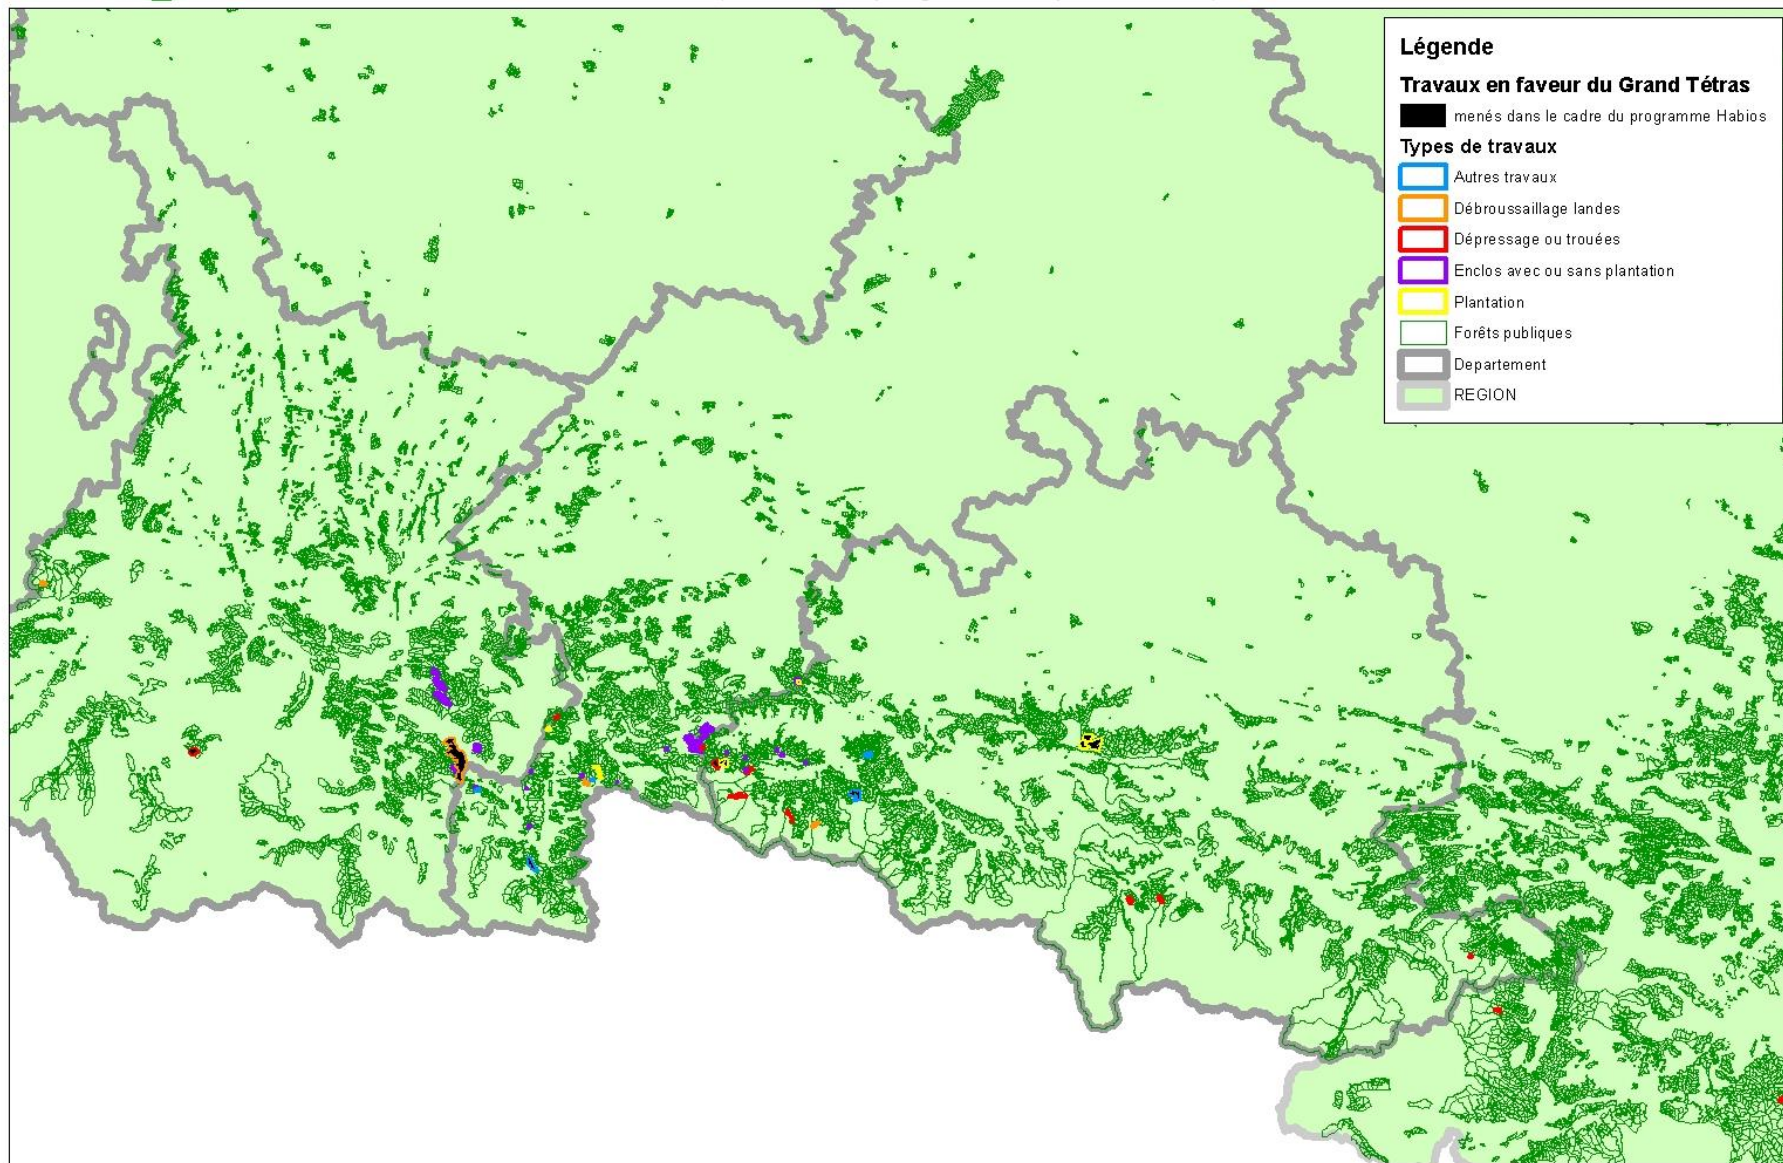 Légende
Travaux en faveur du Grand Tétras
menés dans le cadre du programme Habios
Types de travaux
Autres travaux
Débroussaillage landes
Dépressage ou trouées
Enclos avec ou sans plantation
Plantation
Forêts publiques
Departement
REGION